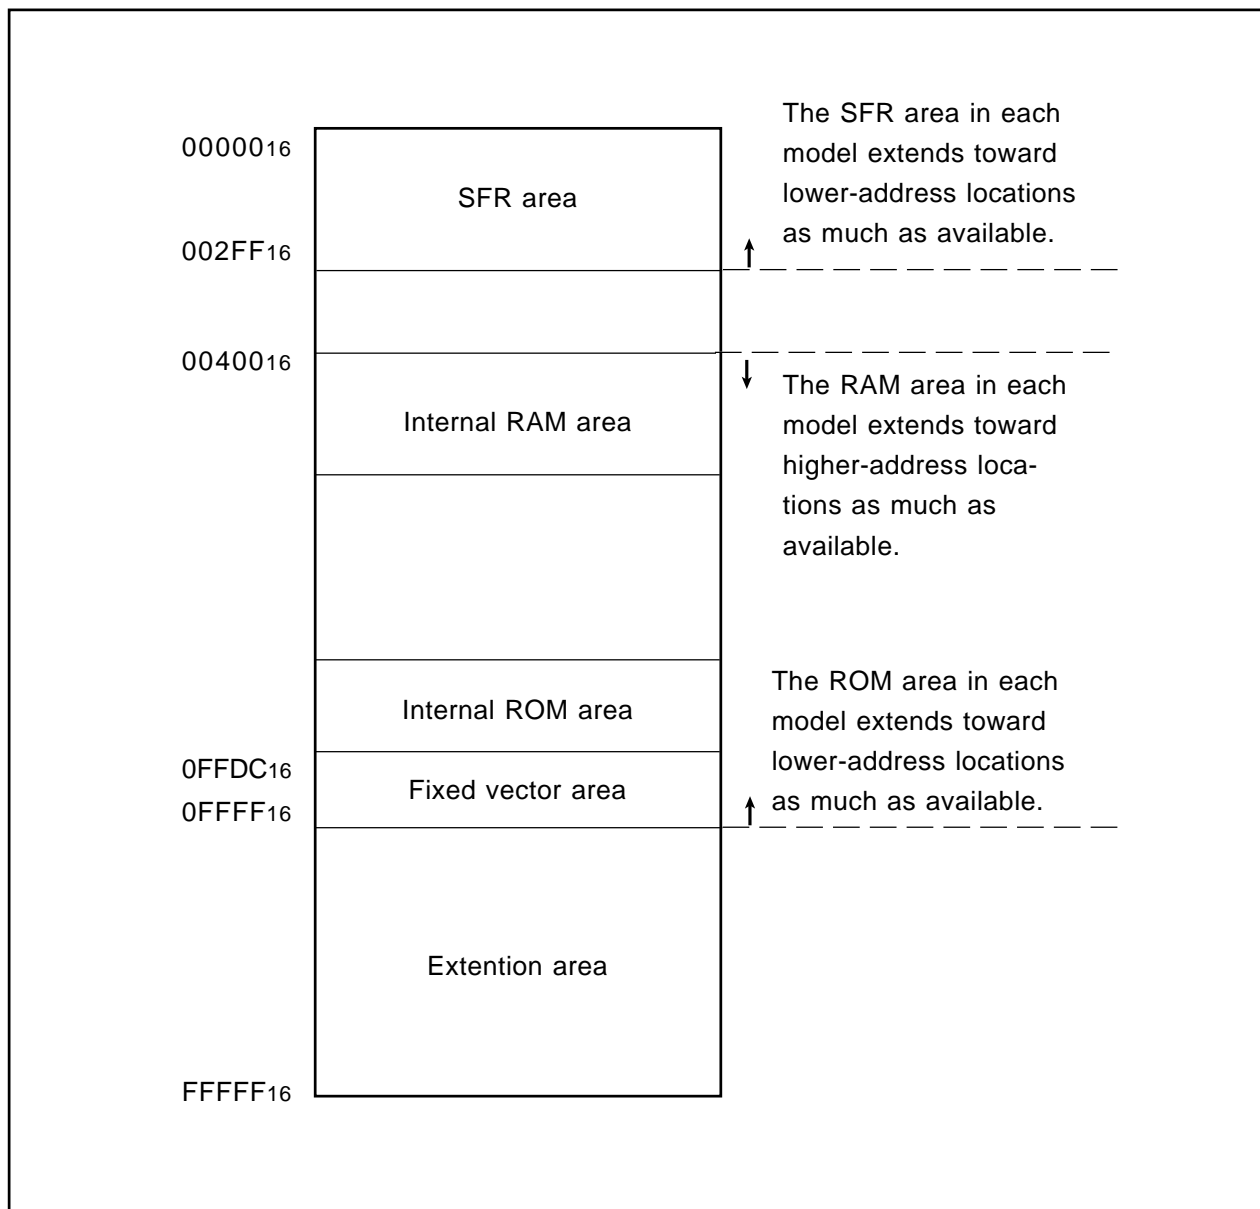 0000016
SFR area
002FF16
The SFR area in each
model extends toward
lower-address locations
as much as available.
0040016
Internal RAM area
The RAM area in each
model extends toward
higher-address loca-
tions as much as
available.
Internal ROM area
0FFDC16
Fixed vector area
0FFFF16
The ROM area in each
model extends toward
lower-address locations
as much as available.
Extention area
FFFFF16